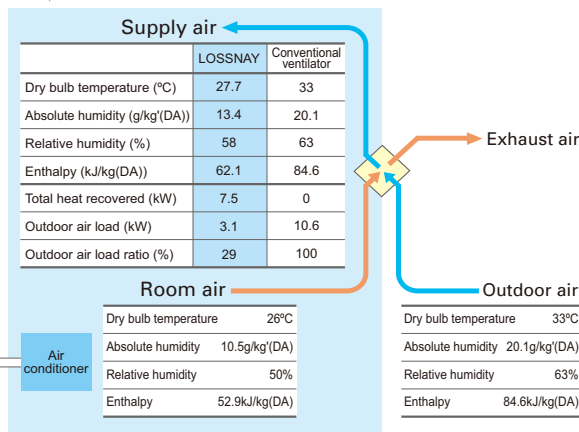 Supply air
LOSSNAY Conventional ventilator
Dry bulb temperature (ºC) 27.7 33
Absolute humidity (g/kg'(DA)) 13.4 20.1
Relative humidity (%) 58 63
Enthalpy (kJ/kg(DA)) 62.1 84.6
Total heat recovered (kW) 7.5 0
Outdoor air load (kW) 3.1 10.6
Outdoor air load ratio (%) 29 100
Exhaust air
Room air
Dry bulb temperature 26ºC
Absolute humidity 10.5g/kg'(DA)
Relative humidity 50%
Enthalpy 52.9kJ/kg(DA)
Air
conditioner
Outdoor air
Dry bulb temperature 33ºC
Absolute humidity 20.1g/kg'(DA)
Relative humidity 63%
Enthalpy 84.6kJ/kg(DA)